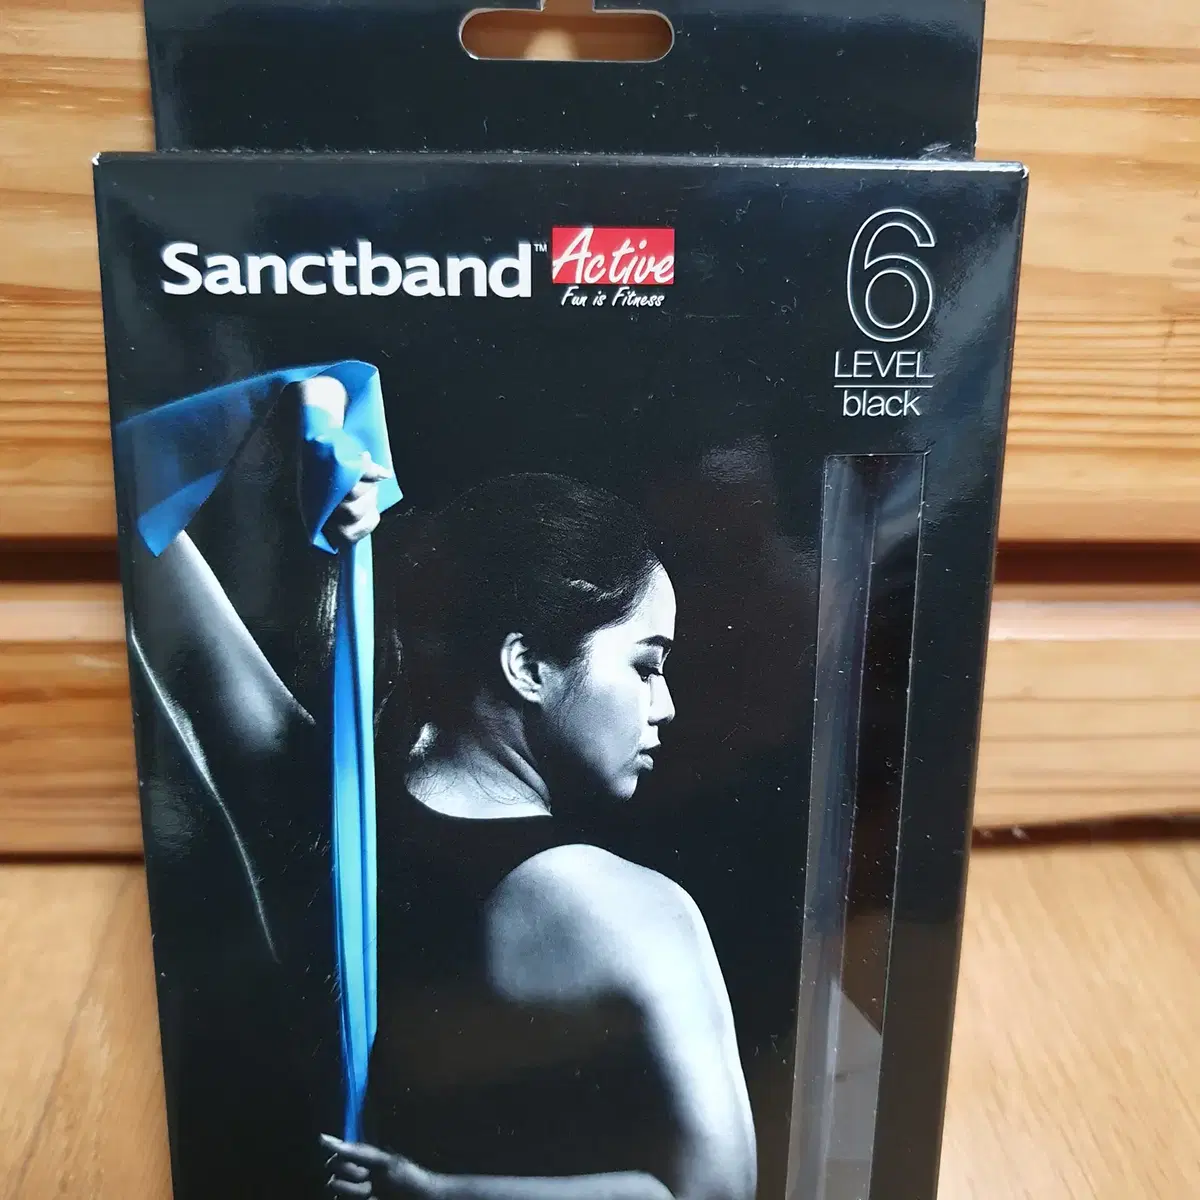 Sanctband™ Active
Fun is Fitness
6
LEVEL
black